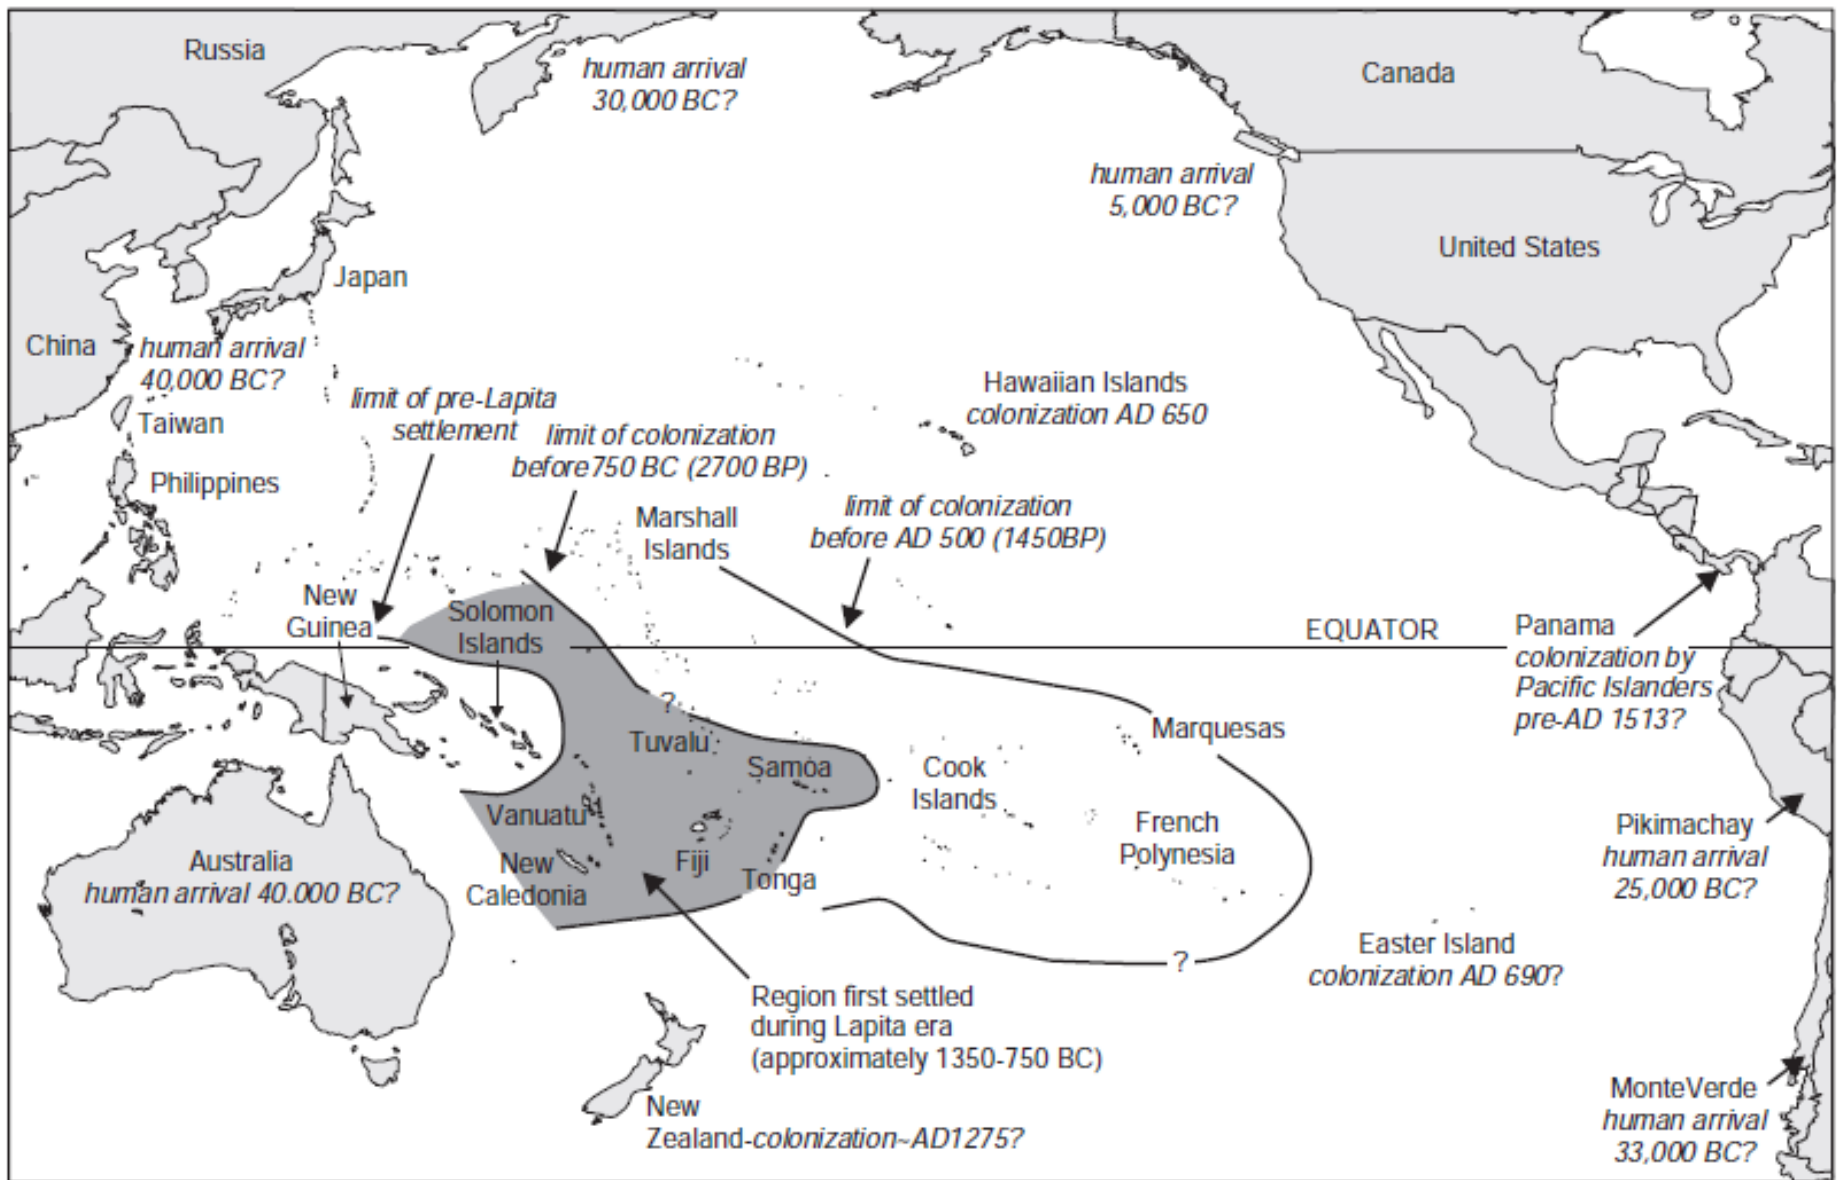 Russia
human arrival
30,000 BC?
Canada
human arrival
5,000 BC?
United States
Japan
China
human arrival
40,000 BC?
Taiwan
Philippines
limit of pre-Lapita
settlement
limit of colonization
before750 BC (2700 BP)
Hawaiian Islands
colonization AD 650
Marshall
Islands
limit of colonization
before AD 500 (1450BP)
New
Guinea
Solomon
Islands
EQUATOR
Panama
colonization by
Pacific Islanders
pre-AD 1513?
?
Tuvalu
Samoa
Cook
Islands
Marquesas
Vanuatu
New
Caledonia
Fiji
Tonga
French
Polynesia
Pikimachay
human arrival
25,000 BC?
Australia
human arrival 40.000 BC?
?
Easter Island
colonization AD 690?
Region first settled
during Lapita era
(approximately 1350-750 BC)
New
Zealand-colonization~AD1275?
MonteVerde
human arrival
33,000 BC?